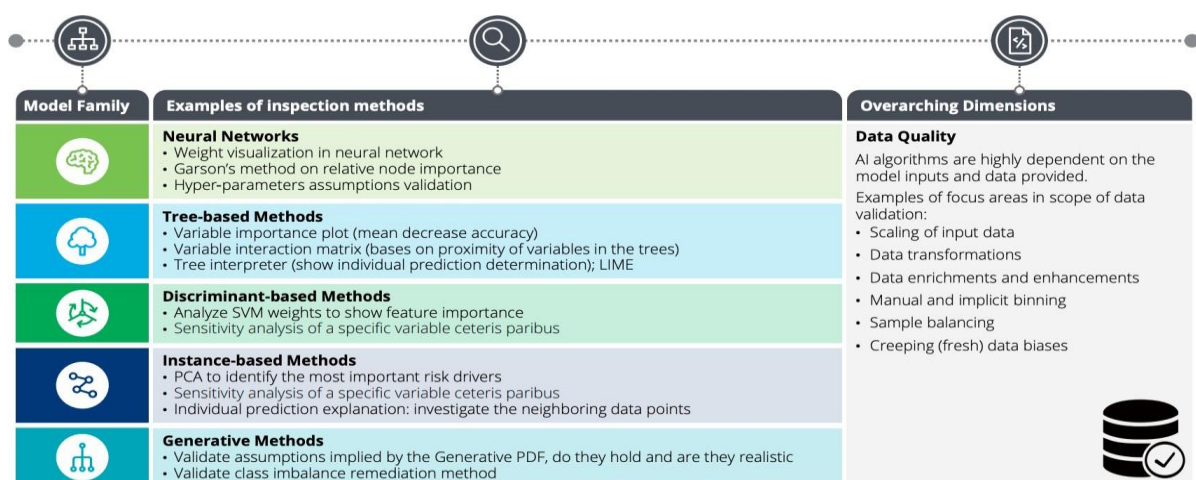 Model Family
Examples of inspection methods
Overarching Dimensions
Neural Networks
• Weight visualization in neural network
• Garson's method on relative node importance
• Hyper-parameters assumptions validation
Tree-based Methods
• Variable importance plot (mean decrease accuracy)
• Variable interaction matrix (bases on proximity of variables in the trees)
• Tree interpreter (show individual prediction determination); LIME
Discriminant-based Methods
• Analyze SVM weights to show feature importance
• Sensitivity analysis of a specific variable ceteris paribus
Instance-based Methods
• PCA to identify the most important risk drivers
• Sensitivity analysis of a specific variable ceteris paribus
• Individual prediction explanation: investigate the neighboring data points
Generative Methods
• Validate assumptions implied by the Generative PDF, do they hold and are they realistic
• Validate class imbalance remediation method
Data Quality
AI algorithms are highly dependent on the
model inputs and data provided.
Examples of focus areas in scope of data
validation:
• Scaling of input data
• Data transformations
• Data enrichments and enhancements
• Manual and implicit binning
• Sample balancing
• Creeping (fresh) data biases